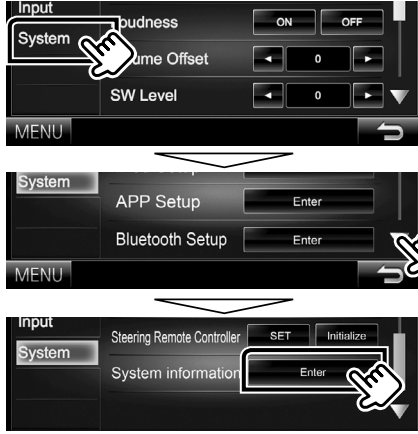 Input
System
Loudness ON OFF
Volume Offset 0
SW Level 0
MENU
System
APP Setup Enter
Bluetooth Setup Enter
MENU
Input
System
Steering Remote Controller SET Initialize
System information Enter